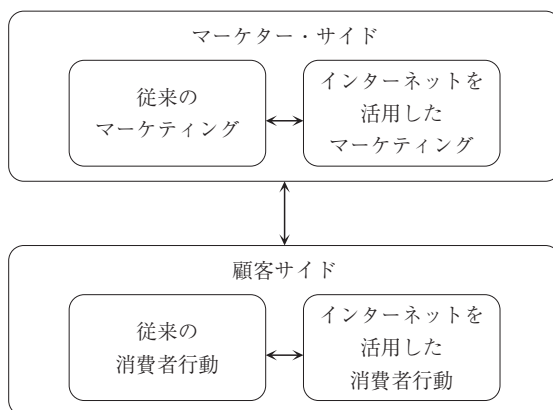 マーケター・サイド
従来の
マーケティング
インターネットを
活用した
マーケティング
顧客サイド
従来の
消費者行動
インターネットを
活用した
消費者行動